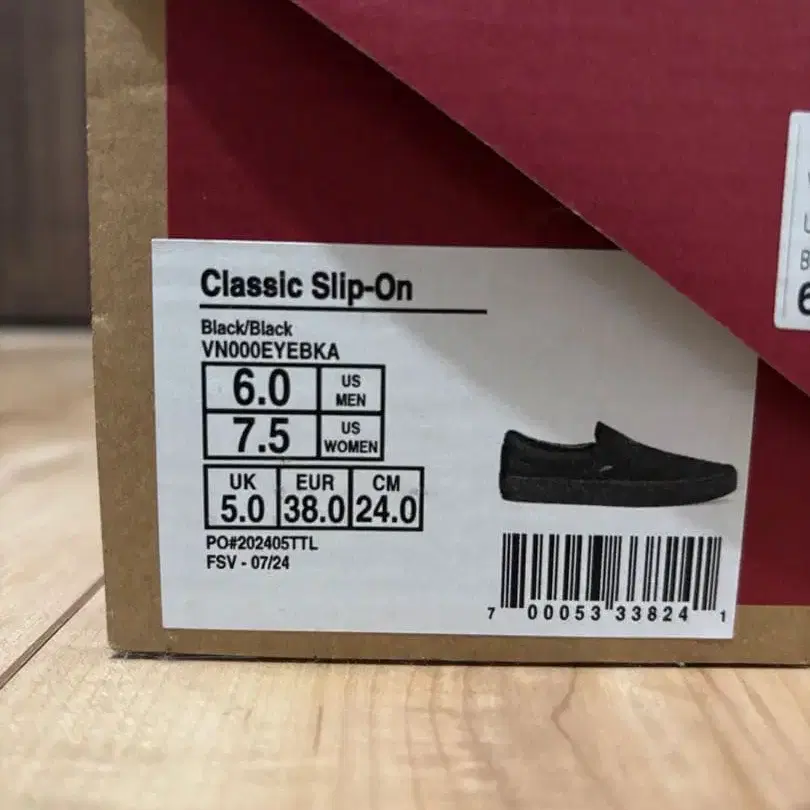 Classic Slip-On
Black/Black
VN000EYEBKA
6.0 US MEN
7.5 US WOMEN
UK EUR CM
5.0 38.0 24.0
PO#202405TTL
FSV - 07/24
7 00053 33824 1